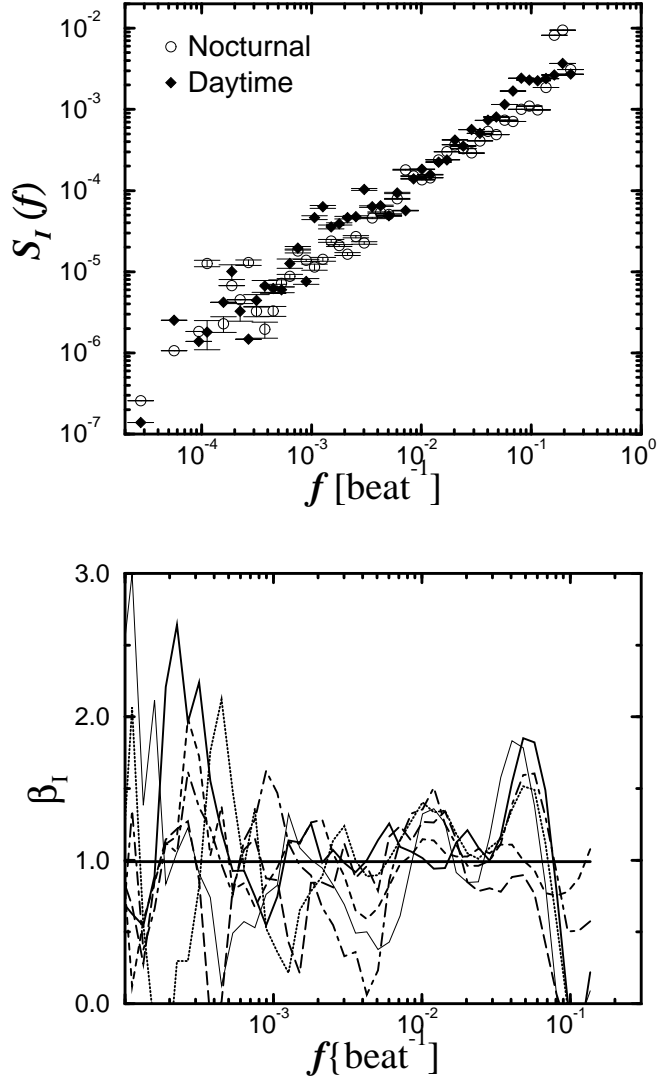 10⁻²
Nocturnal
Daytime
10⁻³
10⁻⁴
S_I (f)
10⁻⁵
10⁻⁶
10⁻⁷
10⁻⁴ 10⁻³ 10⁻² 10⁻¹ 10⁰
f [beat⁻¹]
3.0
2.0
β_I
1.0
0.0
10⁻³ 10⁻² 10⁻¹
f{beat⁻¹]